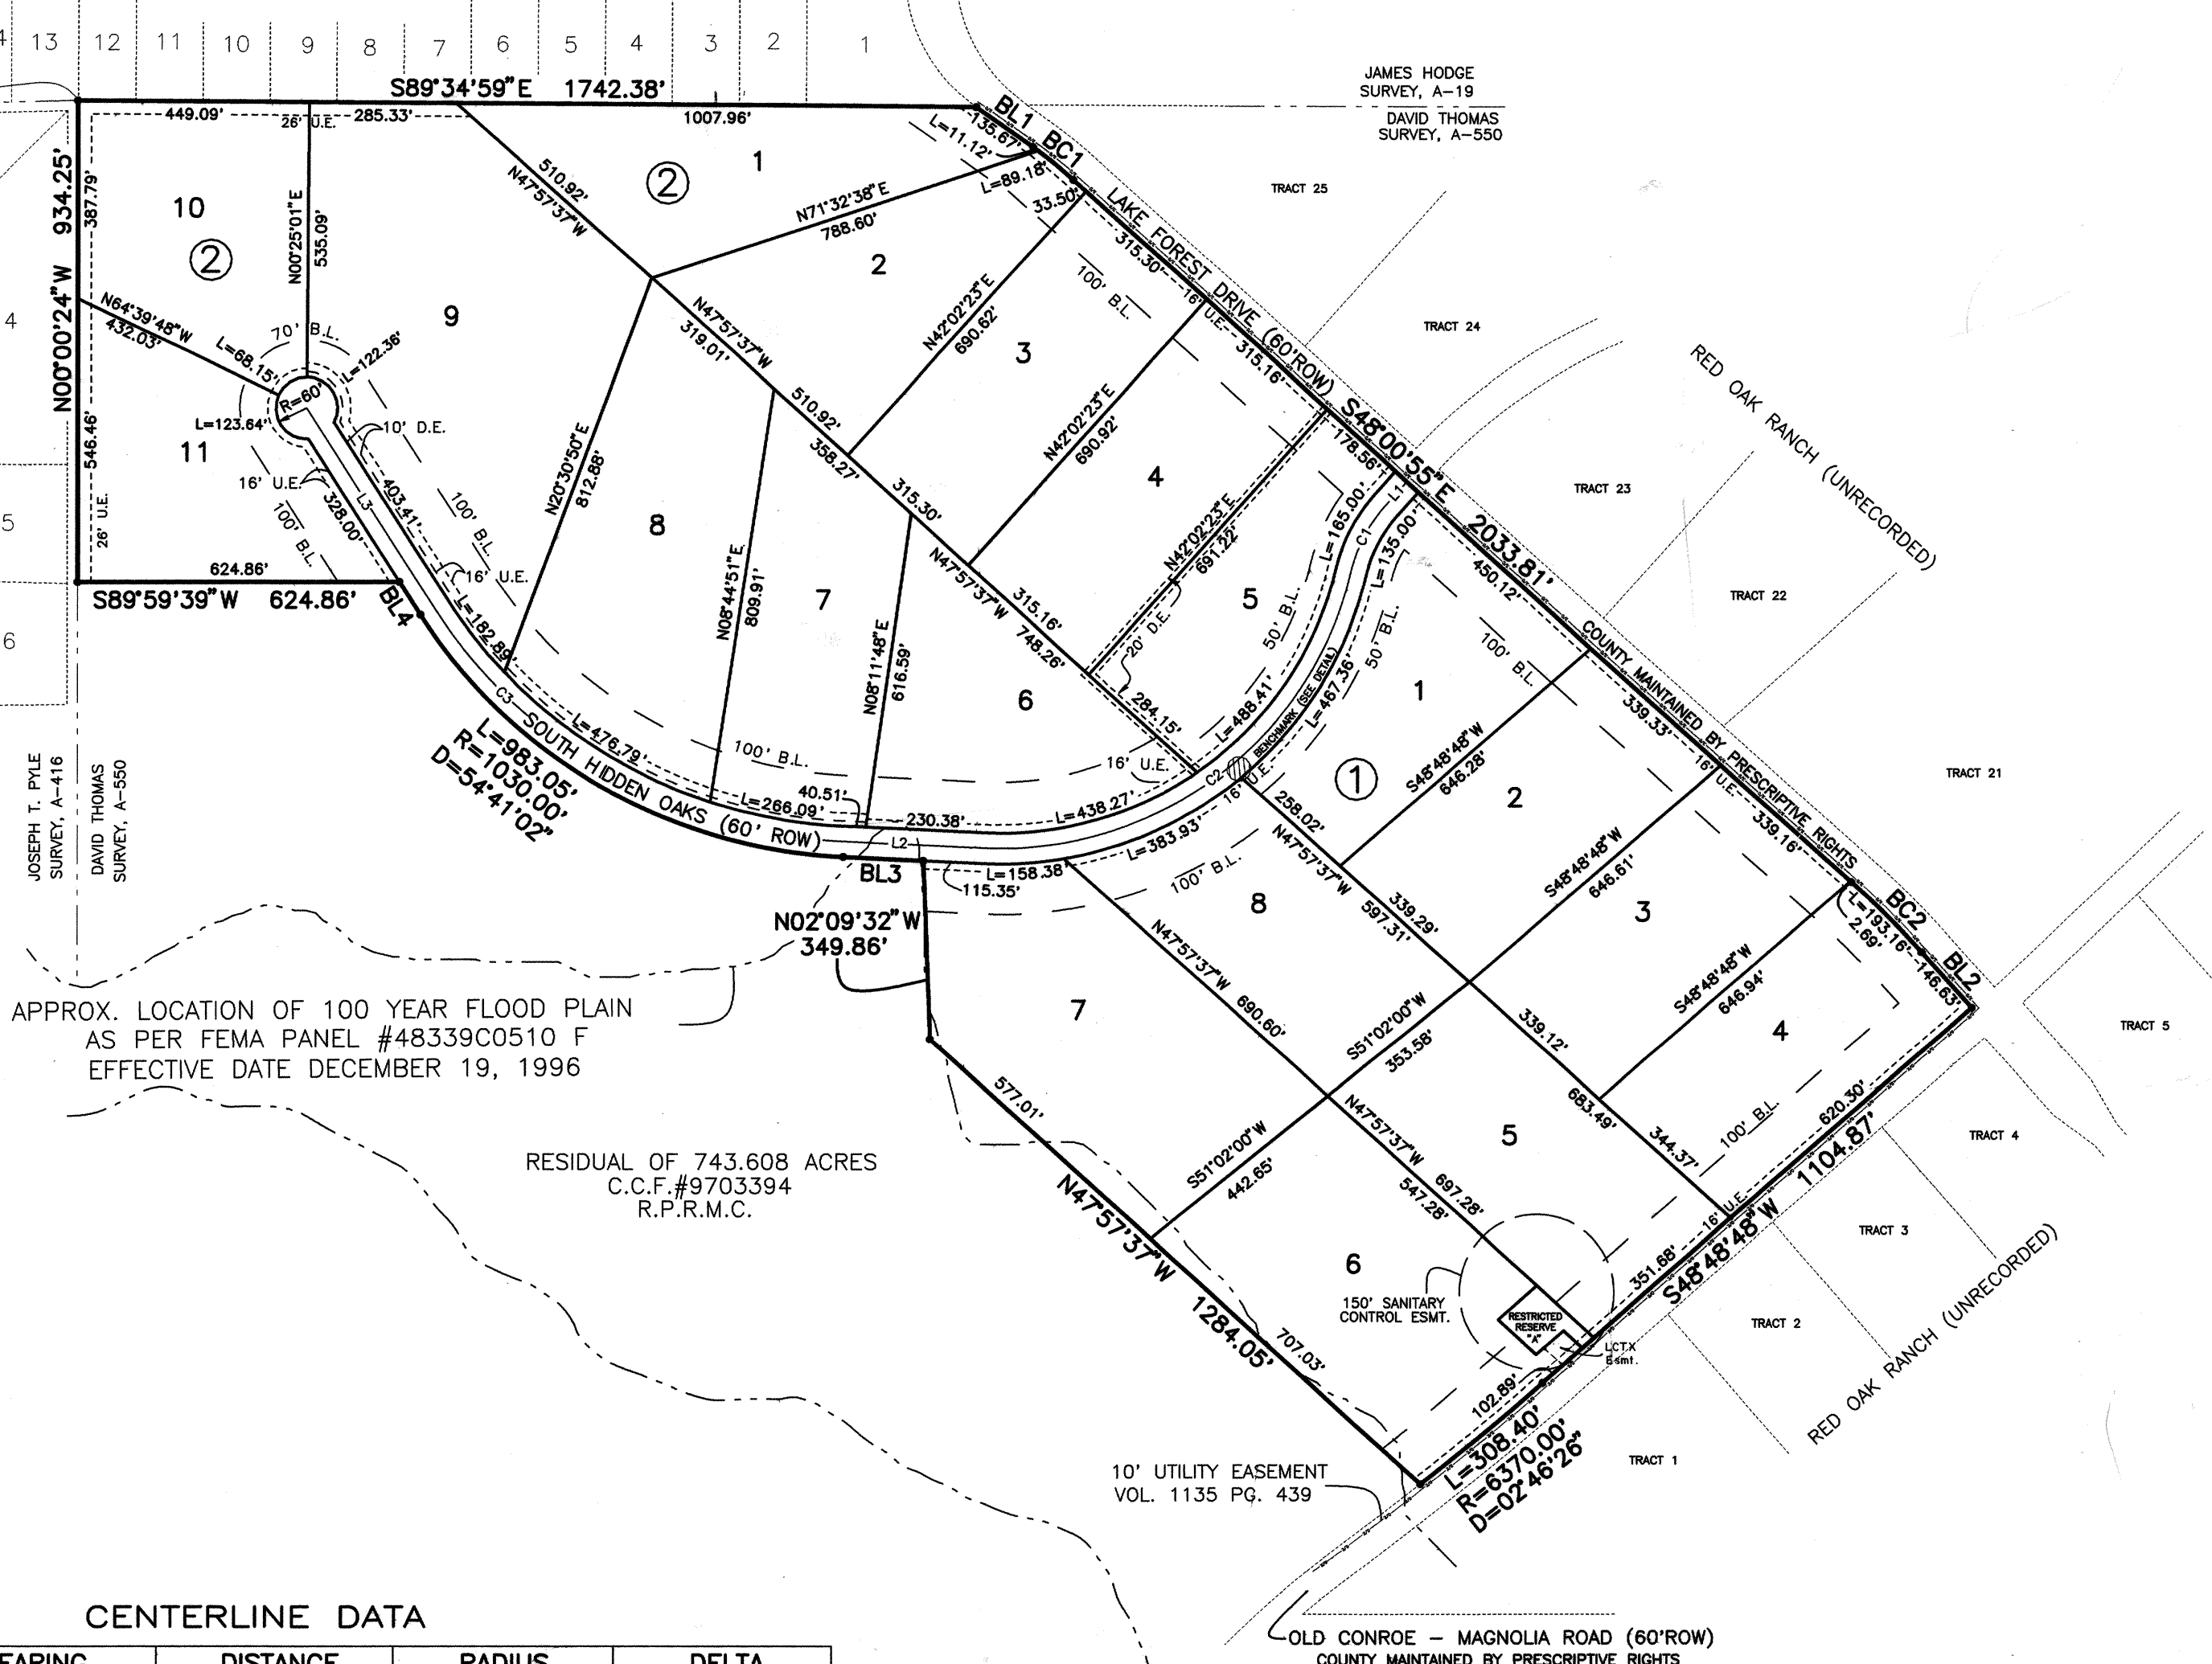 13
12
11
10
9
8
7
6
5
4
3
2
1
S89°34'59"E 1742.38'
449.09'
26' U.E.
285.33'
1007.96'
JAMES HODGE
SURVEY, A-19
DAVID THOMAS
SURVEY, A-550
BL1
BC1
135.67'
L=11.12'
L=89.18'
33.50'
N00°00'24"W 934.25'
387.79'
10
2
N00°25'01"E
535.09'
9
510.92'
N47°57'37"W
2
1
N71°32'38"E
788.60'
2
LAKE FOREST DRIVE (60'ROW)
S48°00'55"E 2033.81'
COUNTY MAINTAINED BY PRESCRIPTIVE RIGHTS
315.30'
16' U.E.
315.16'
178.56'
450.12'
339.33'
16' U.E.
339.16'
TRACT 25
TRACT 24
TRACT 23
TRACT 22
TRACT 21
RED OAK RANCH (UNRECORDED)
4
5
6
N64°39'48"W
432.03'
L=68.15'
70' B.L.
L=122.36'
R=60'
L=123.64'
11
546.46'
26' U.E.
10' D.E.
16' U.E.
100' B.L.
328.00'
L3
403.41'
100' B.L.
16' U.E.
L=182.89'
624.86'
S89°59'39"W 624.86'
BL4
N20°30'50"E
812.88'
8
N47°57'37"W
319.01'
510.92'
358.27'
N42°02'23"E
690.62'
3
100' B.L.
N42°02'23"E
690.92'
4
315.30'
N47°57'37"W
315.16'
748.26'
N42°02'23"E
691.22'
20' D.E.
284.15'
5
50' B.L.
L=165.00'
L1
C1
L=135.00'
50' B.L.
L=488.41'
L=467.36'
BENCHMARK (SEE DETAIL)
N08°44'51"E
809.91'
7
N08°11'48"E
616.59'
6
100' B.L.
16' U.E.
C2
16' U.E.
C3
SOUTH HIDDEN OAKS (60' ROW)
L=476.79'
L=266.09'
40.51'
230.38'
L=438.27'
L2
L=983.05'
R=1030.00'
D=54°41'02"
BL3
115.35'
L=158.38'
L=383.93'
100' B.L.
N02°09'32"W
349.86'
1
100' B.L.
1
S48°48'48"W
646.28'
2
S48°48'48"W
646.61'
3
S48°48'48"W
646.94'
4
BC2
L=193.16'
2.69'
BL2
146.63'
258.02'
N47°57'37"W
339.29'
597.31'
8
N47°57'37"W
690.60'
7
S51°02'00"W
353.58'
339.12'
683.49'
344.37'
5
S51°02'00"W
442.65'
N47°57'37"W
697.28'
547.28'
6
100' B.L.
620.30'
S48°48'48"W 1104.87'
16' U.E.
351.68'
577.01'
N47°57'37"W 1284.05'
707.03'
150' SANITARY
CONTROL ESMT.
RESTRICTED
RESERVE
"A"
LCTX
Esmt.
102.89'
L=308.40'
R=6370.00'
D=02°46'26"
TRACT 5
TRACT 4
TRACT 3
TRACT 2
TRACT 1
RED OAK RANCH (UNRECORDED)
JOSEPH T. PYLE
SURVEY, A-416
DAVID THOMAS
SURVEY, A-550
APPROX. LOCATION OF 100 YEAR FLOOD PLAIN
AS PER FEMA PANEL #48339C0510 F
EFFECTIVE DATE DECEMBER 19, 1996
RESIDUAL OF 743.608 ACRES
C.C.F.#9703394
R.P.R.M.C.
10' UTILITY EASEMENT
VOL. 1135 PG. 439
OLD CONROE – MAGNOLIA ROAD (60'ROW)
COUNTY MAINTAINED BY PRESCRIPTIVE RIGHTS
CENTERLINE DATA
DISTANCE
RADIUS
DELTA